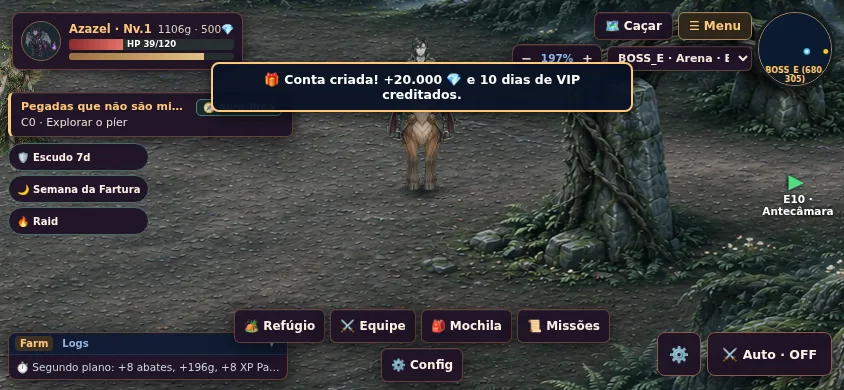 Azazel · Nv.1 1106g · 500💎
HP 39/120
🗺️ Caçar
☰ Menu
− 197% +
BOSS_E · Arena · E
BOSS_E (680, 305)
🎁 Conta criada! +20.000 💎 e 10 dias de VIP
creditados.
Pegadas que não são mi…
C0 · Explorar o píer
🛡️ Escudo 7d
🌙 Semana da Fartura
🔥 Raid
E10 ·
Antecâmara
🏕️ Refúgio
⚔️ Equipe
🎒 Mochila
📜 Missões
⚙️ Config
Farm Logs
⏱️ Segundo plano: +8 abates, +196g, +8 XP Pa…
⚔️ Auto · OFF